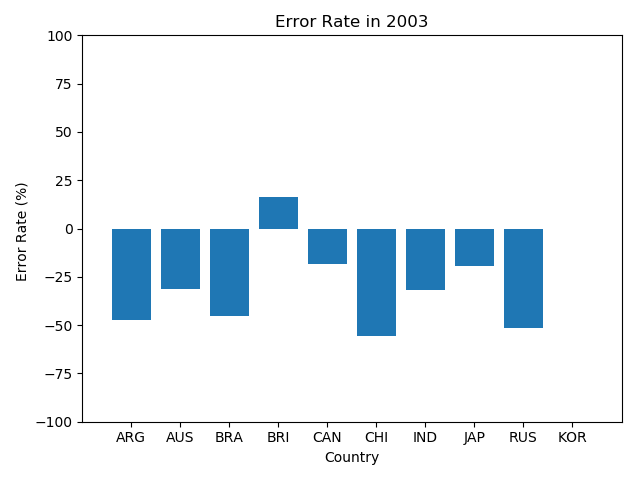 Error Rate in 2003
Error Rate (%)
100
75
50
25
0
−25
−50
−75
−100
ARG AUS BRA BRI CAN CHI IND JAP RUS KOR
Country